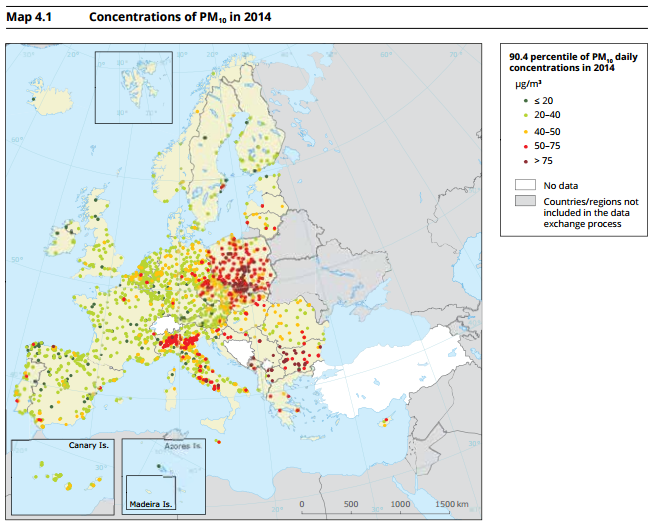 Map 4.1 Concentrations of PM₁₀ in 2014
90.4 percentile of PM₁₀ daily
concentrations in 2014
µg/m³
≤ 20
20–40
40–50
50–75
> 75
No data
Countries/regions not
included in the data
exchange process
Canary Is.
Azores Is.
Madeira Is.
0 500 1000 1500 km